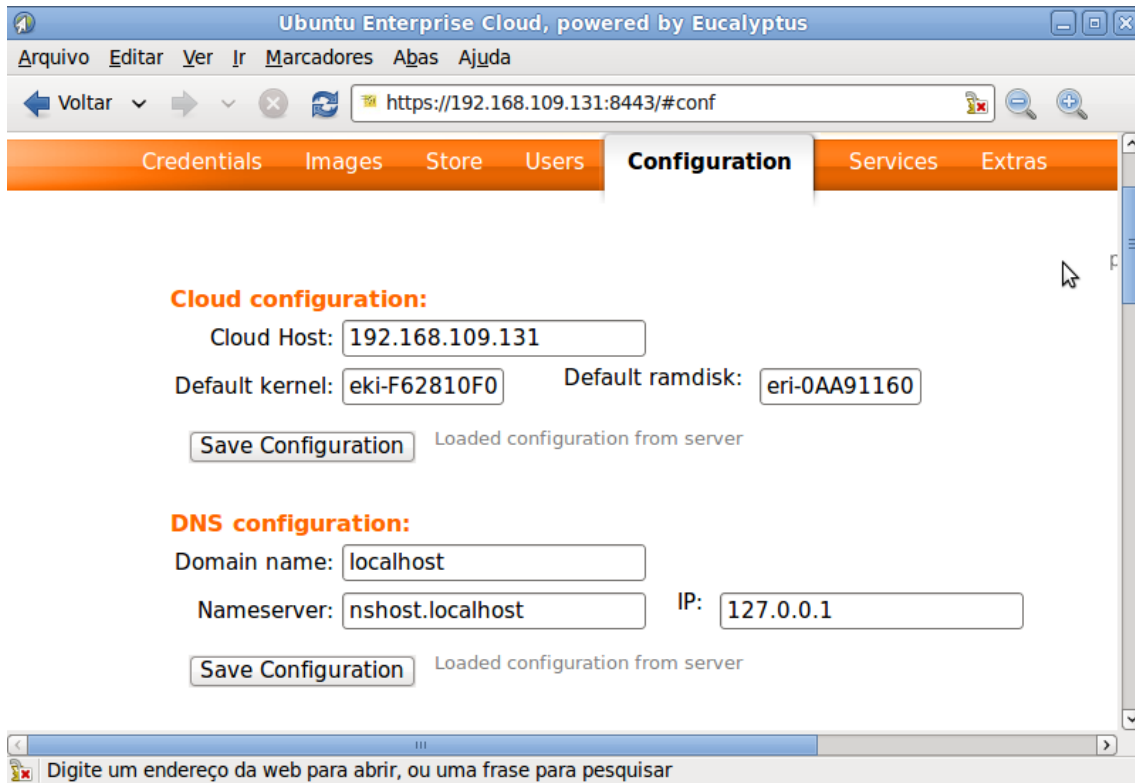 Ubuntu Enterprise Cloud, powered by Eucalyptus
Arquivo Editar Ver Ir Marcadores Abas Ajuda
Voltar https://192.168.109.131:8443/#conf
Credentials Images Store Users Configuration Services Extras
p
Cloud configuration:
Cloud Host: 192.168.109.131
Default kernel: eki-F62810F0 Default ramdisk: eri-0AA91160
Save Configuration Loaded configuration from server
DNS configuration:
Domain name: localhost
Nameserver: nshost.localhost IP: 127.0.0.1
Save Configuration Loaded configuration from server
Digite um endereço da web para abrir, ou uma frase para pesquisar